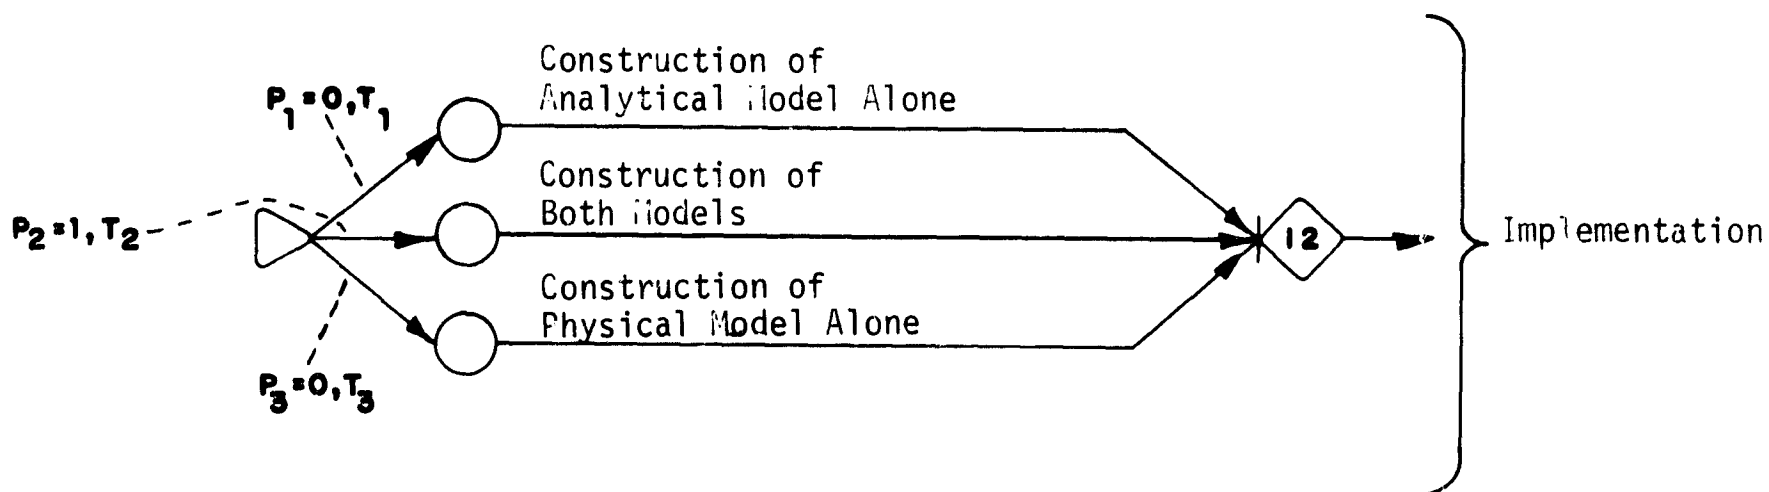 Construction of
Analytical Model Alone
P1=0,T1
Construction of
Both Models
P2=1,T2
12
Implementation
Construction of
Physical Model Alone
P3=0,T3